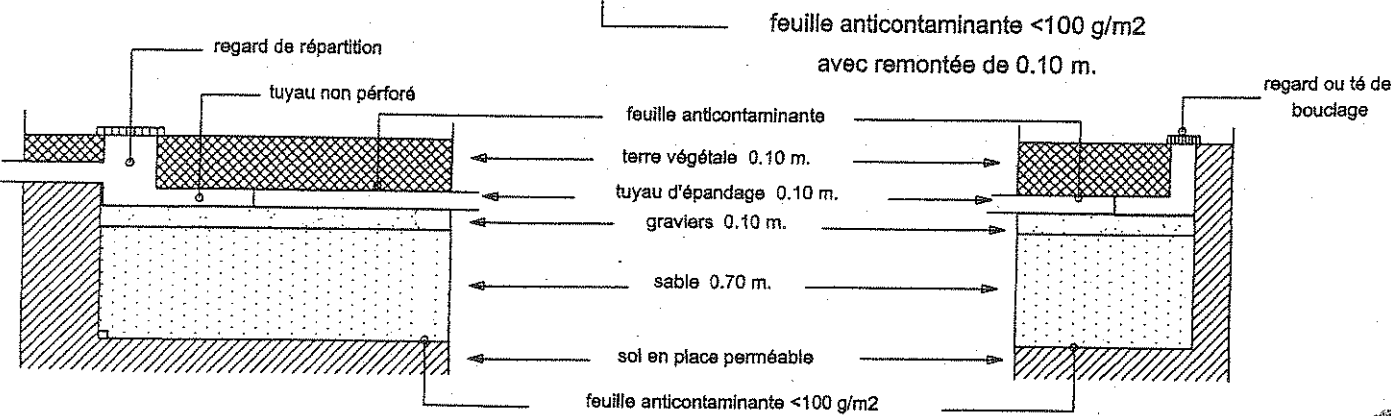 feuille anticontaminante <100 g/m2
avec remontée de 0.10 m.
regard de répartition
tuyau non pérforé
feuille anticontaminante
regard ou té de
bouclage
terre végétale 0.10 m.
tuyau d'épandage 0.10 m.
graviers 0.10 m.
sable 0.70 m.
sol en place perméable
feuille anticontaminante <100 g/m2